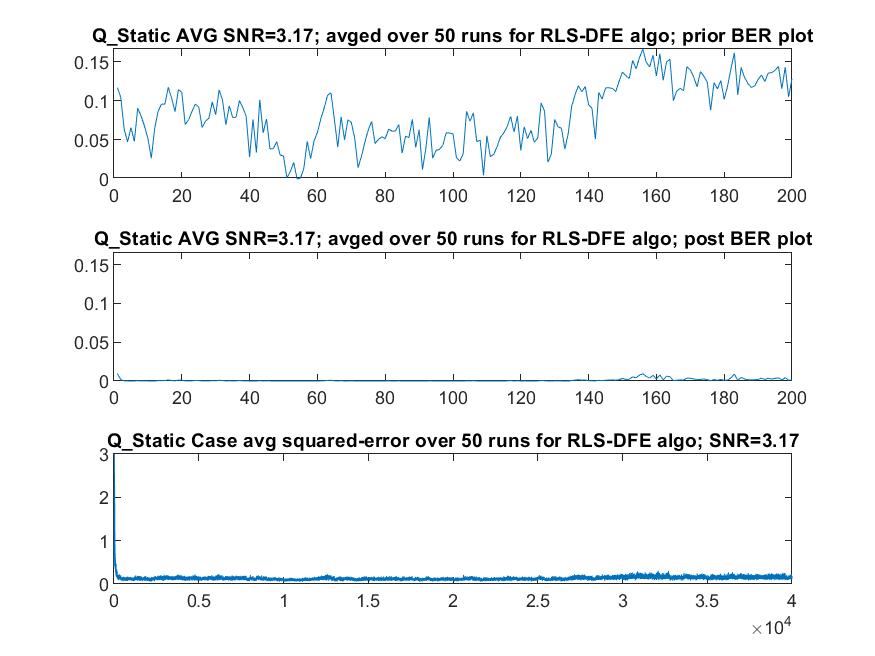 Q_Static AVG SNR=3.17; avged over 50 runs for RLS-DFE algo; prior BER plot
0.15
0.1
0.05
0
0 20 40 60 80 100 120 140 160 180 200
Q_Static AVG SNR=3.17; avged over 50 runs for RLS-DFE algo; post BER plot
0.15
0.1
0.05
0
0 20 40 60 80 100 120 140 160 180 200
Q_Static Case avg squared-error over 50 runs for RLS-DFE algo; SNR=3.17
3
2
1
0
0 0.5 1 1.5 2 2.5 3 3.5 4
×10⁴